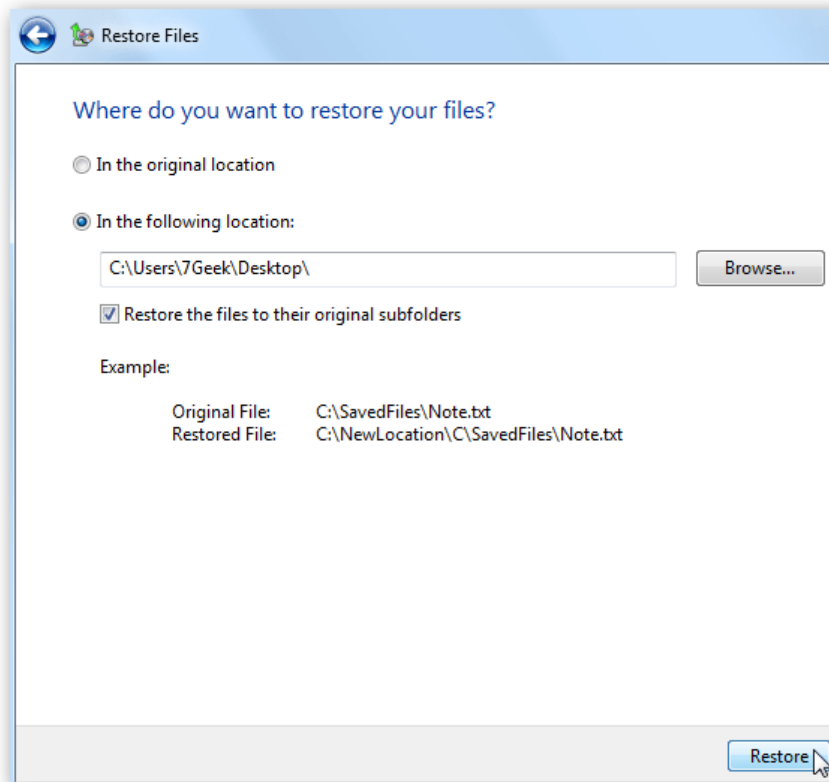 Restore Files
Where do you want to restore your files?
In the original location
In the following location:
C:\Users\7Geek\Desktop\ Browse...
Restore the files to their original subfolders
Example:
Original File: C:\SavedFiles\Note.txt
Restored File: C:\NewLocation\C\SavedFiles\Note.txt
Restore